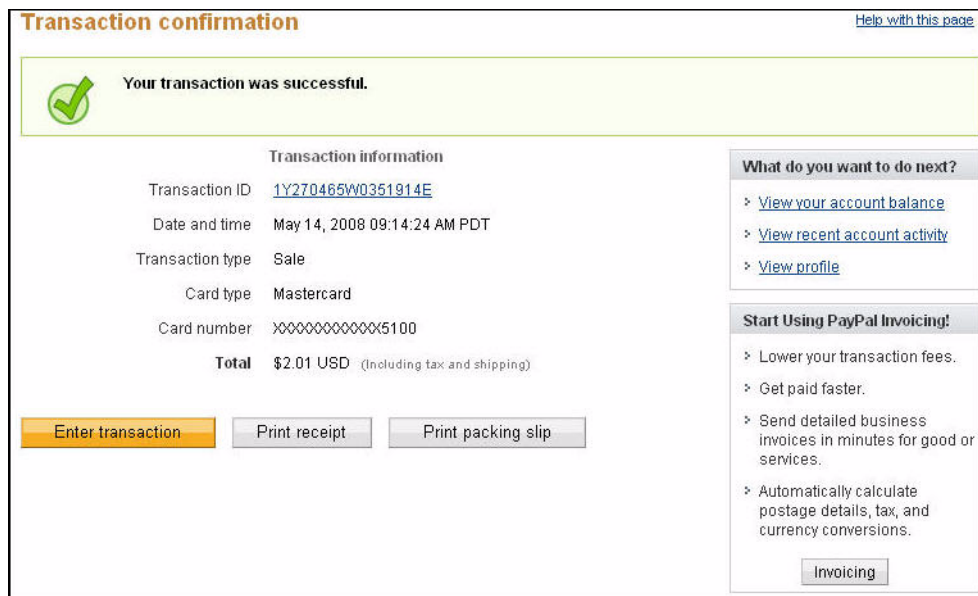 Transaction confirmation
Help with this page
Your transaction was successful.
Transaction information
Transaction ID 1Y270465W0351914E
Date and time May 14, 2008 09:14:24 AM PDT
Transaction type Sale
Card type Mastercard
Card number XXXXXXXXXXXX5100
Total $2.01 USD (Including tax and shipping)
Enter transaction
Print receipt
Print packing slip
What do you want to do next?
View your account balance
View recent account activity
View profile
Start Using PayPal Invoicing!
Lower your transaction fees.
Get paid faster.
Send detailed business
invoices in minutes for good or
services.
Automatically calculate
postage details, tax, and
currency conversions.
Invoicing